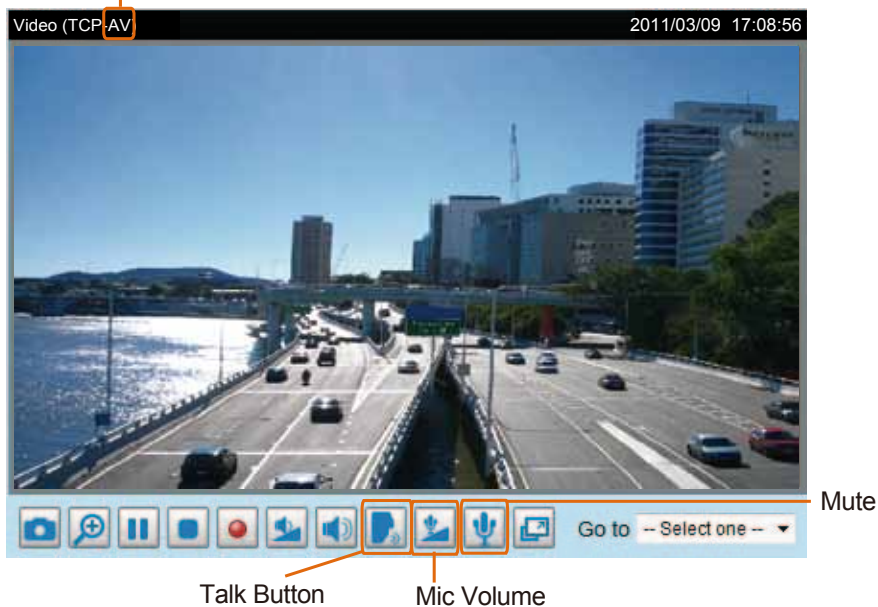 Video (TCP-AV) 2011/03/09 17:08:56
Mute
Go to -- Select one --
Talk Button Mic Volume